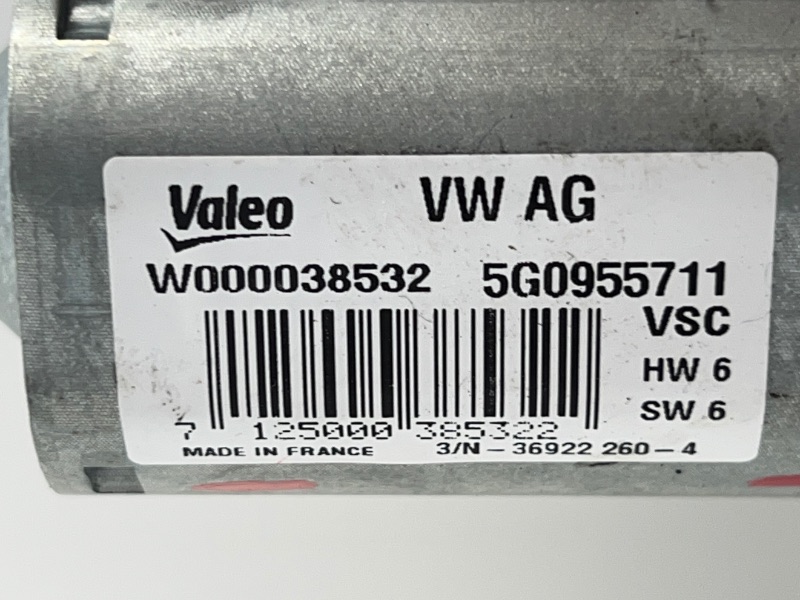 Valeo VW AG
W000038532 5G0955711
VSC
HW 6
SW 6
7 125000 385322
MADE IN FRANCE 3/N - 36922 260-4